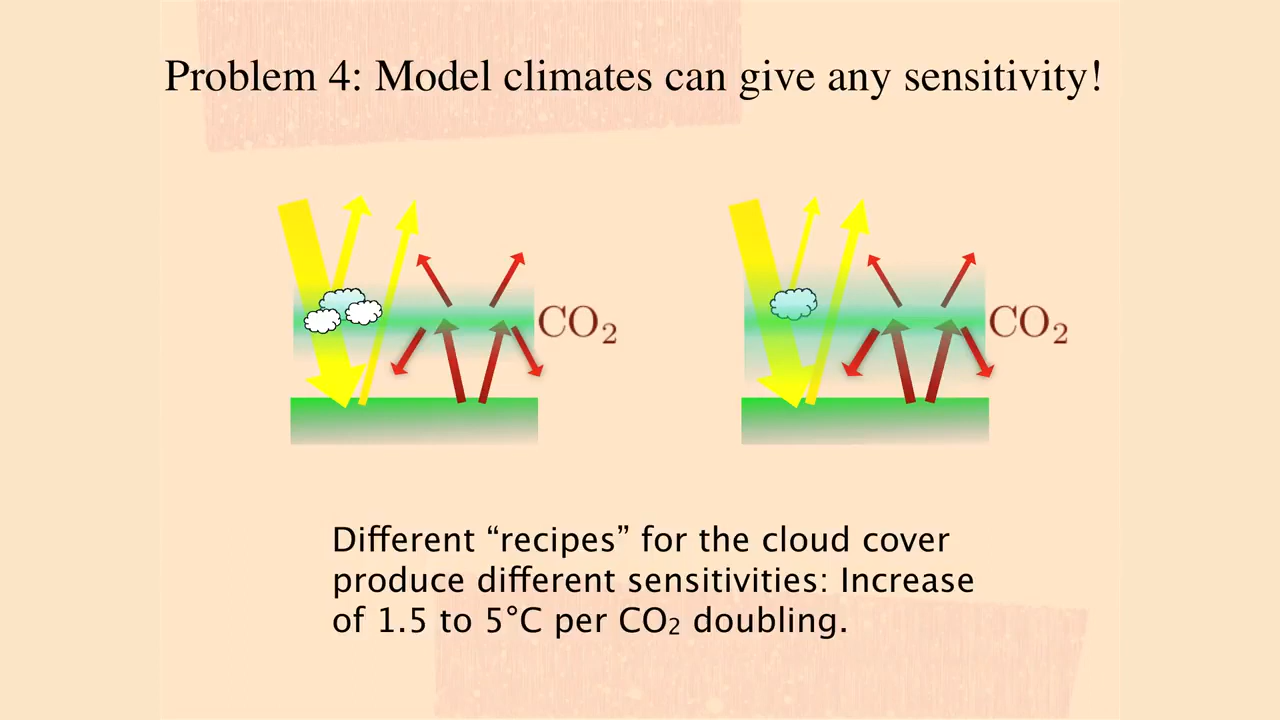 Problem 4: Model climates can give any sensitivity!
CO₂
CO₂
Different “recipes” for the cloud cover
produce different sensitivities: Increase
of 1.5 to 5°C per CO₂ doubling.